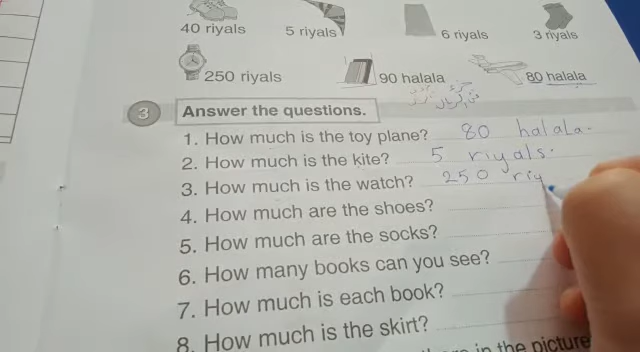 40 riyals 5 riyals 6 riyals 3 riyals
250 riyals 90 halala 80 halala
3 Answer the questions.
1. How much is the toy plane? 80 halala.
2. How much is the kite? 5 riyals.
3. How much is the watch? 250 riy
4. How much are the shoes?
5. How much are the socks?
6. How many books can you see?
7. How much is each book?
8. How much is the skirt?
in the picture